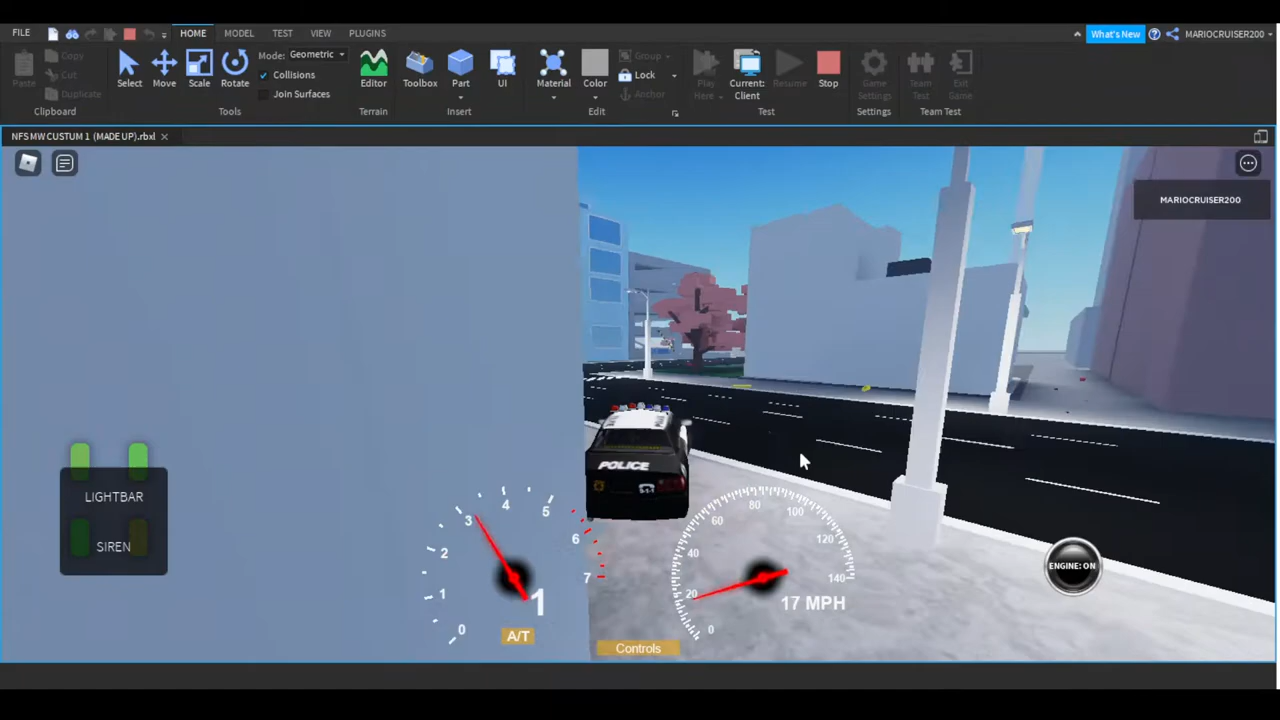 FILE HOME MODEL TEST VIEW PLUGINS What's New MARIOCRUISER200
Paste Copy Cut Duplicate
Select Move Scale Rotate
Mode: Geometric
Collisions
Join Surfaces
Editor Toolbox Part UI Material Color
Group
Lock
Anchor
Play Here Current: Client Resume Stop Game Settings Team Test Exit Game
Clipboard Tools Terrain Insert Edit Test Settings Team Test
NFS MW CUSTUM 1 (MADE UP).rbxl
MARIOCRUISER200
POLICE
9-1-1
LIGHTBAR
SIREN
0 1 2 3 4 5 6 7
1
A/T
0 20 40 60 80 100 120 140
17 MPH
Controls
ENGINE: ON